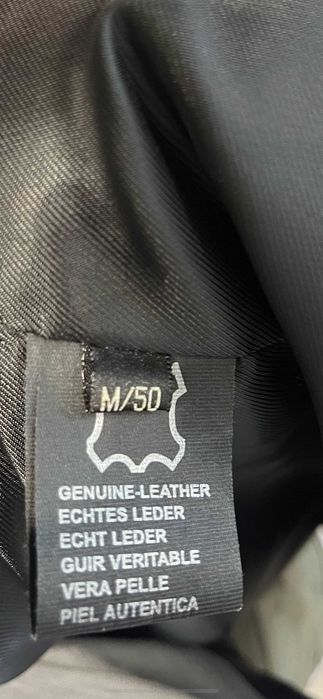 M/50
GENUINE-LEATHER
ECHTES LEDER
ECHT LEDER
GUIR VERITABLE
VERA PELLE
PIEL AUTENTICA